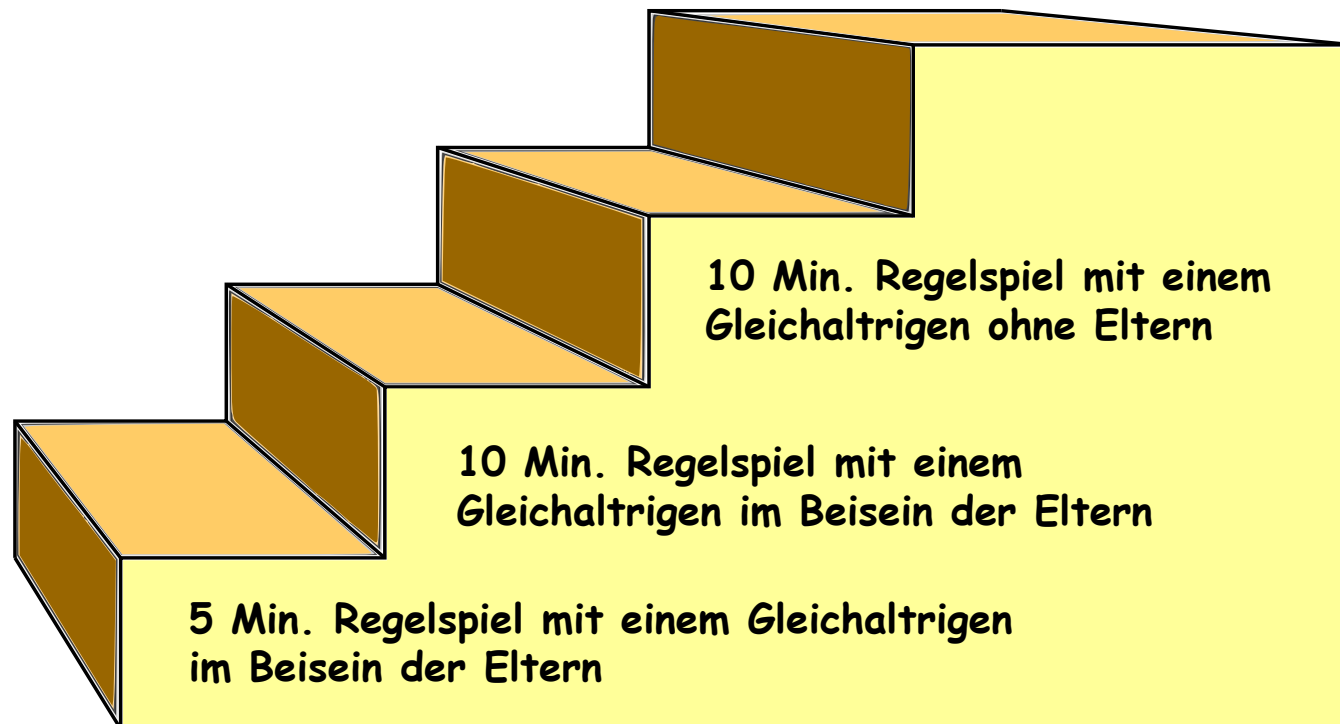 10 Min. Regelspiel mit einem
Gleichaltrigen ohne Eltern
10 Min. Regelspiel mit einem
Gleichaltrigen im Beisein der Eltern
5 Min. Regelspiel mit einem Gleichaltrigen
im Beisein der Eltern